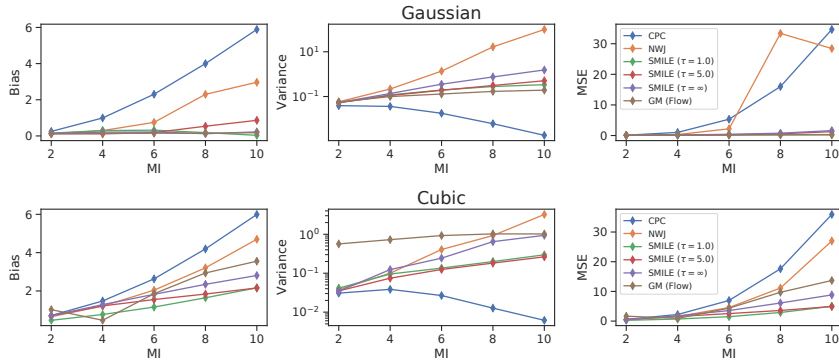 Gaussian
Bias
6
4
2
0
2 4 6 8 10
MI
Variance
10¹
10⁻¹
2 4 6 8 10
MI
MSE
30
20
10
0
2 4 6 8 10
MI
CPC
NWJ
SMILE (τ = 1.0)
SMILE (τ = 5.0)
SMILE (τ = ∞)
GM (Flow)
Cubic
Bias
6
4
2
2 4 6 8 10
MI
Variance
10⁰
10⁻¹
10⁻²
2 4 6 8 10
MI
MSE
30
20
10
0
2 4 6 8 10
MI
CPC
NWJ
SMILE (τ = 1.0)
SMILE (τ = 5.0)
SMILE (τ = ∞)
GM (Flow)